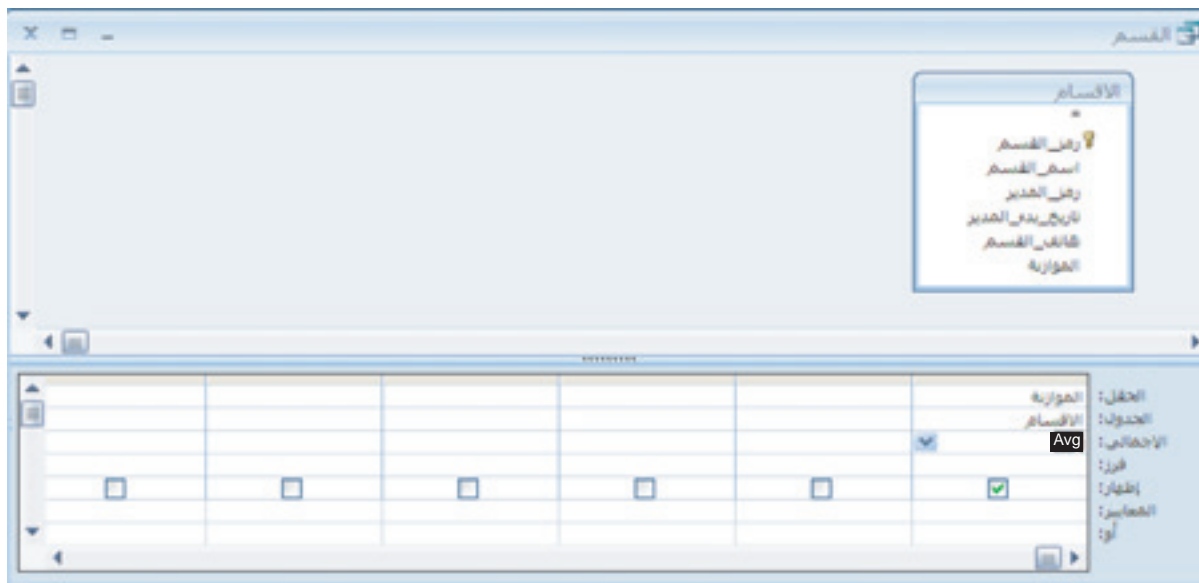 القسم
الاقسام
*
رمز_القسم
اسم_القسم
رمز_المدير
تاريخ_بدء_المدير
هاتف_القسم
الموازنة
الحقل: الموازنة
الجدول: الاقسام
الإجمالي: Avg
فرز:
إظهار:
المعايير:
أو: